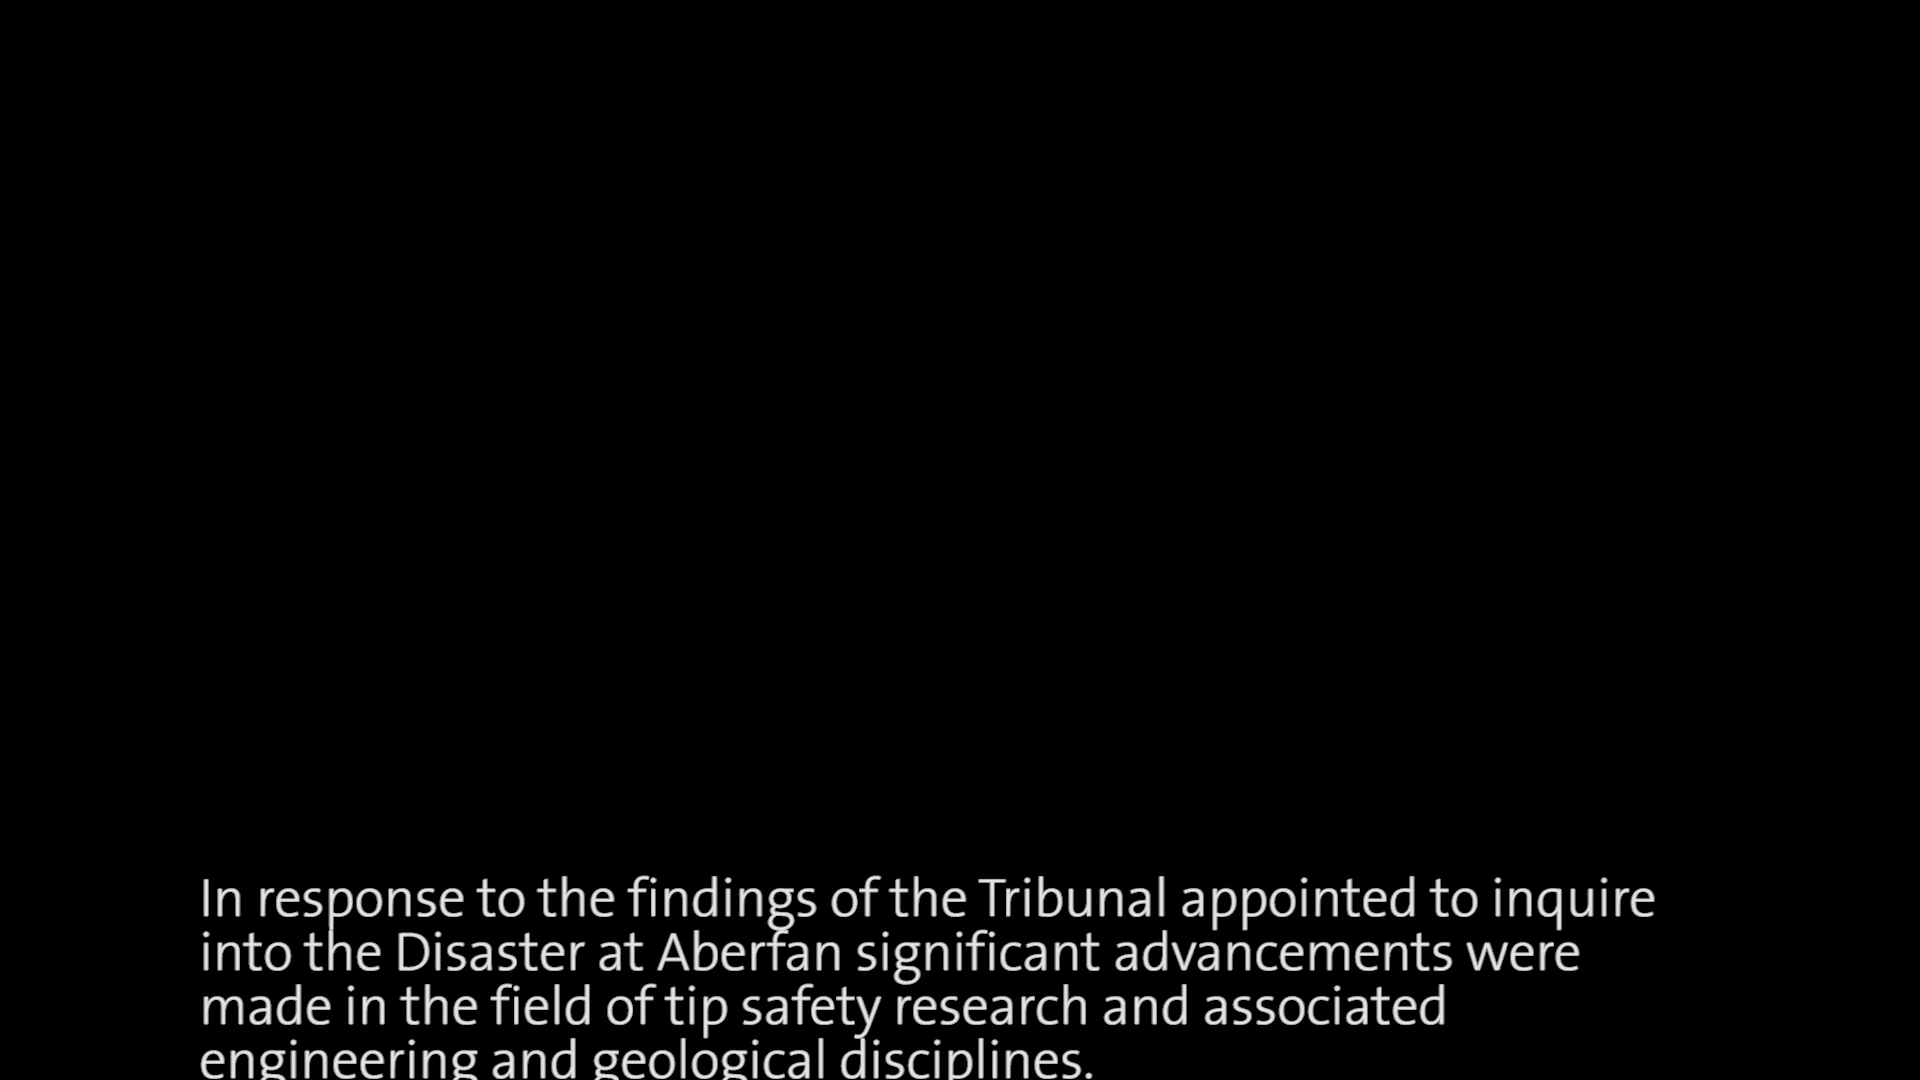 In response to the findings of the Tribunal appointed to inquire
into the Disaster at Aberfan significant advancements were
made in the field of tip safety research and associated
engineering and geological disciplines.